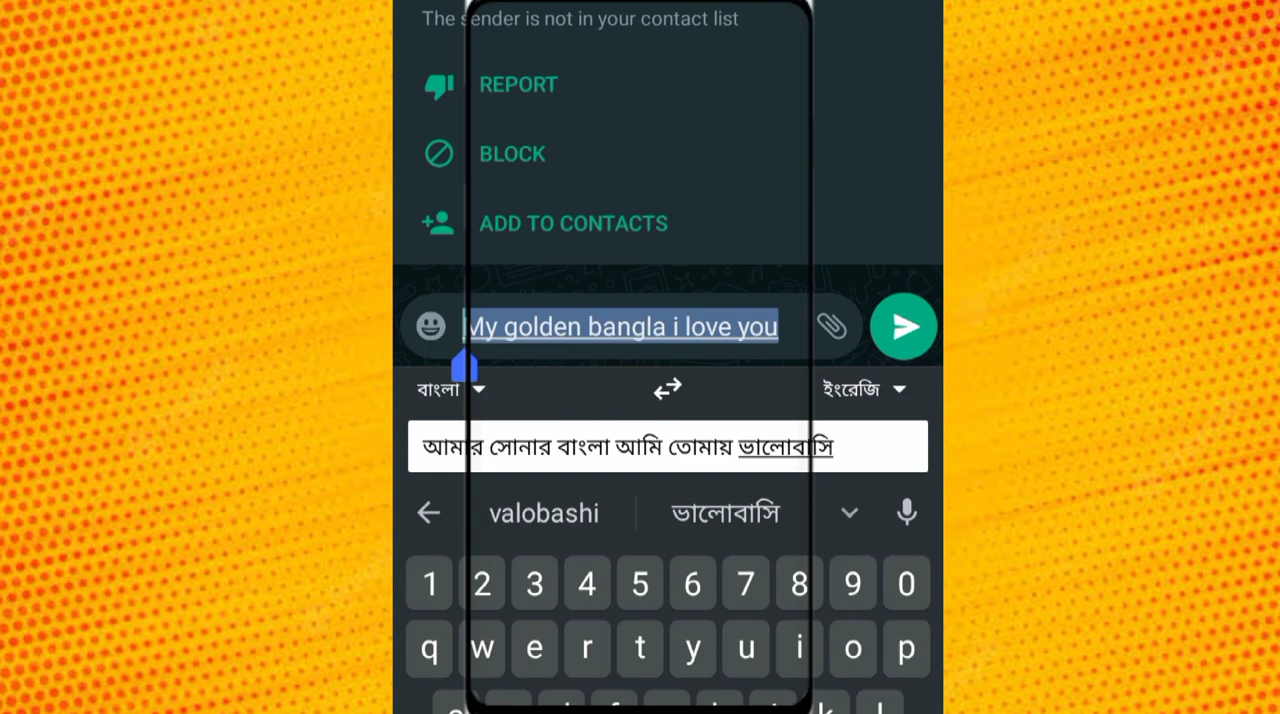 The sender is not in your contact list
REPORT
BLOCK
ADD TO CONTACTS
My golden bangla i love you
বাংলা ইংরেজি
আমার সোনার বাংলা আমি তোমায় ভালোবাসি
valobashi ভালোবাসি
1 2 3 4 5 6 7 8 9 0
q w e r t y u i o p